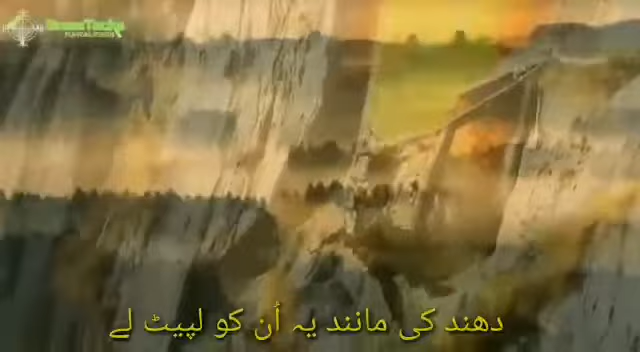 دھند کی مانند یہ اُن کو لپیٹ لے